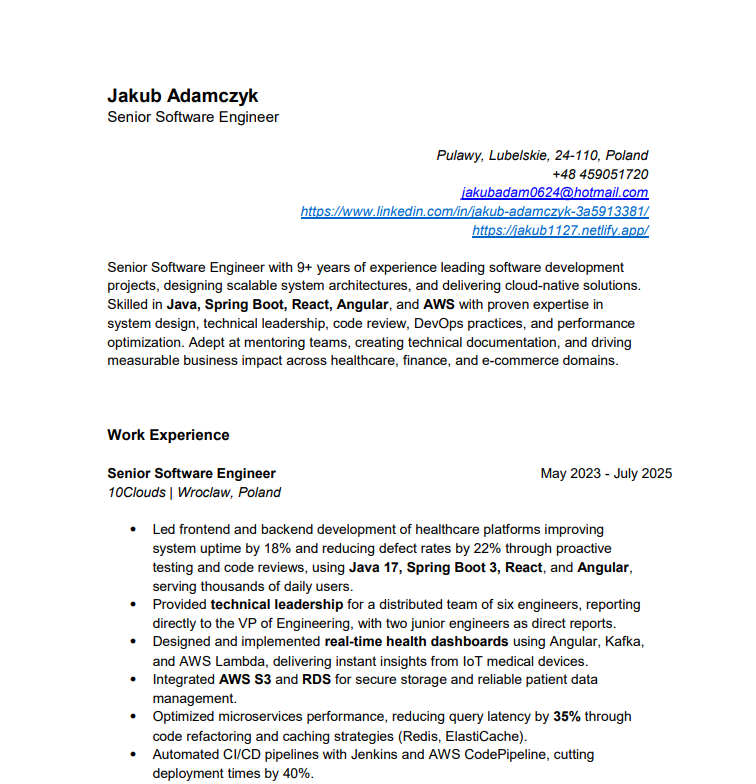 Jakub Adamczyk
Senior Software Engineer
Pulawy, Lubelskie, 24-110, Poland
+48 459051720
jakubadam0624@hotmail.com
https://www.linkedin.com/in/jakub-adamczyk-3a5913381/
https://jakub1127.netlify.app/
Senior Software Engineer with 9+ years of experience leading software development
projects, designing scalable system architectures, and delivering cloud-native solutions.
Skilled in Java, Spring Boot, React, Angular, and AWS with proven expertise in
system design, technical leadership, code review, DevOps practices, and performance
optimization. Adept at mentoring teams, creating technical documentation, and driving
measurable business impact across healthcare, finance, and e-commerce domains.
Work Experience
Senior Software Engineer May 2023 - July 2025
10Clouds | Wroclaw, Poland
• Led frontend and backend development of healthcare platforms improving
system uptime by 18% and reducing defect rates by 22% through proactive
testing and code reviews, using Java 17, Spring Boot 3, React, and Angular,
serving thousands of daily users.
• Provided technical leadership for a distributed team of six engineers, reporting
directly to the VP of Engineering, with two junior engineers as direct reports.
• Designed and implemented real-time health dashboards using Angular, Kafka,
and AWS Lambda, delivering instant insights from IoT medical devices.
• Integrated AWS S3 and RDS for secure storage and reliable patient data
management.
• Optimized microservices performance, reducing query latency by 35% through
code refactoring and caching strategies (Redis, ElastiCache).
• Automated CI/CD pipelines with Jenkins and AWS CodePipeline, cutting
deployment times by 40%.